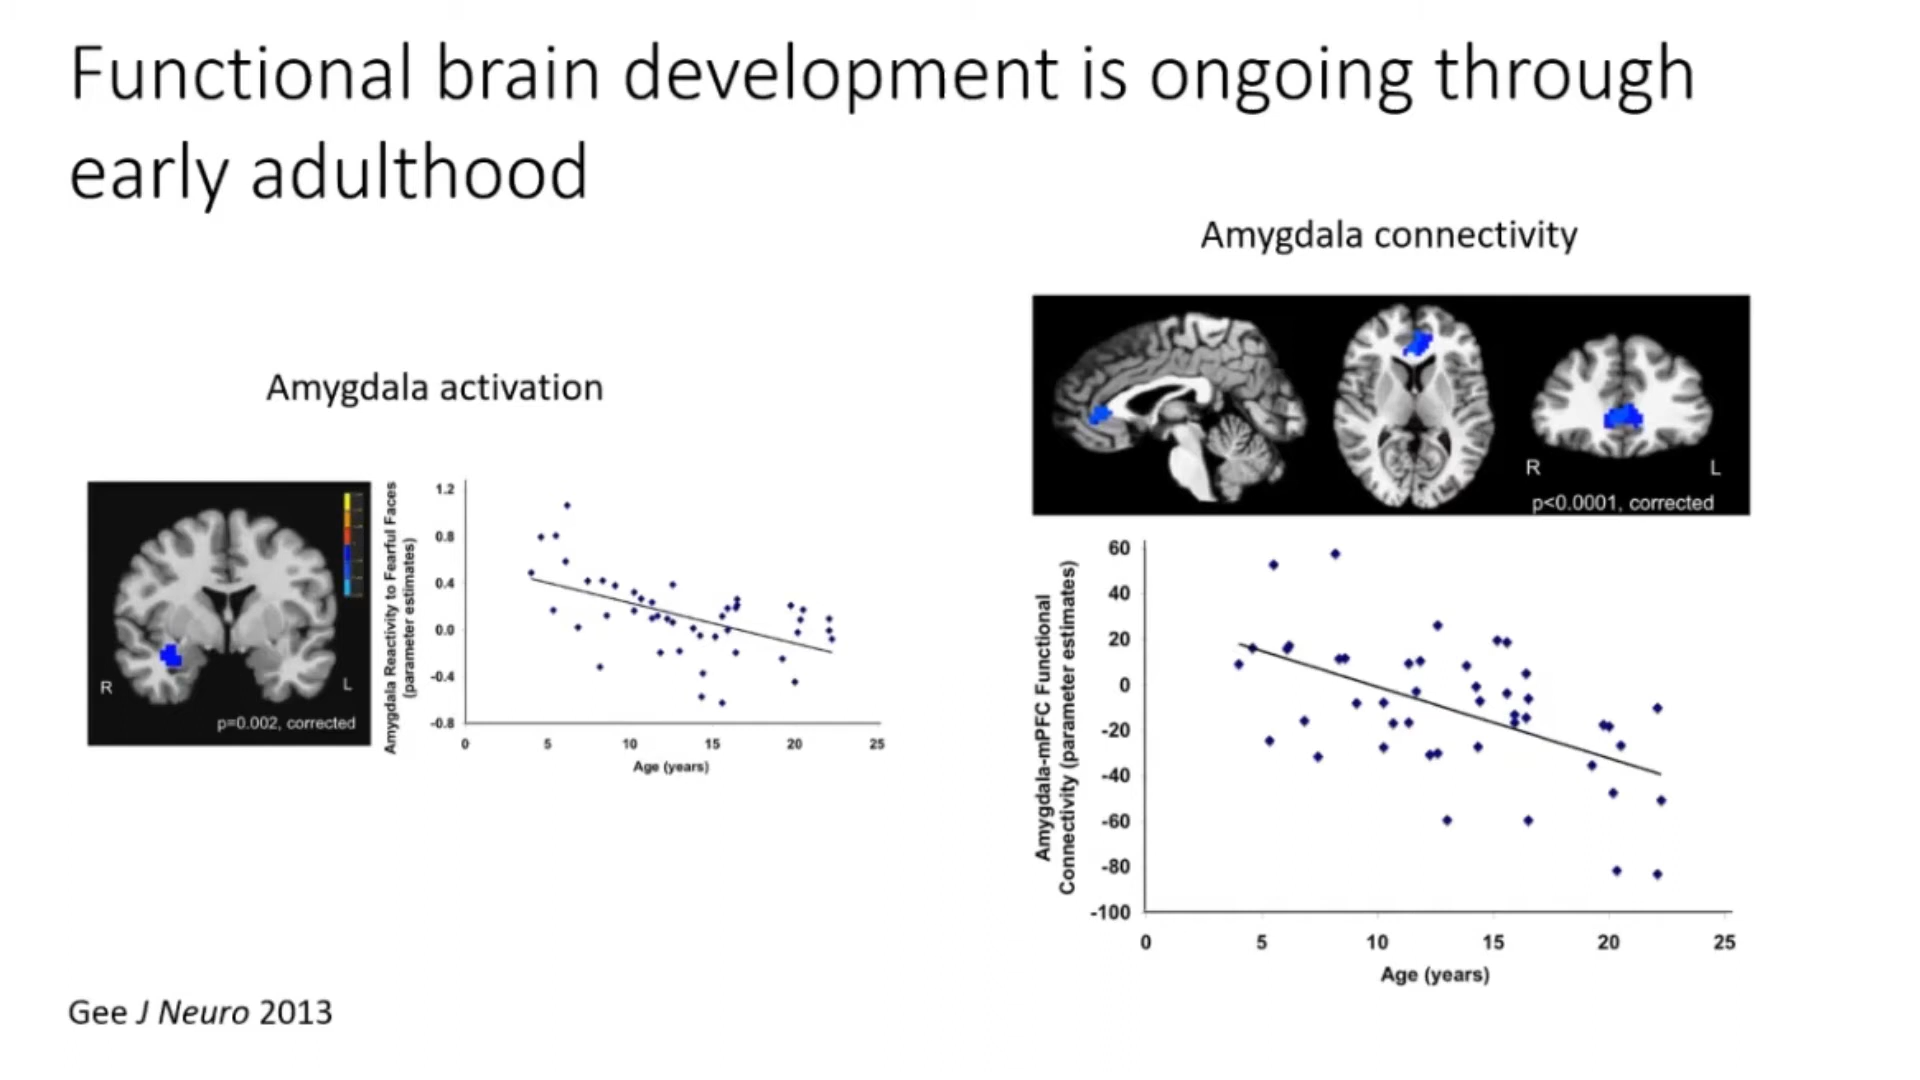 Functional brain development is ongoing through
early adulthood
Amygdala activation
R
L
p=0.002, corrected
Amygdala Reactivity to Fearful Faces
(parameter estimates)
1.2
0.8
0.4
0.0
-0.4
-0.8
0 5 10 15 20 25
Age (years)
Amygdala connectivity
R L
p<0.0001, corrected
Amygdala-mPFC Functional
Connectivity (parameter estimates)
60
40
20
0
-20
-40
-60
-80
-100
0 5 10 15 20 25
Age (years)
Gee J Neuro 2013